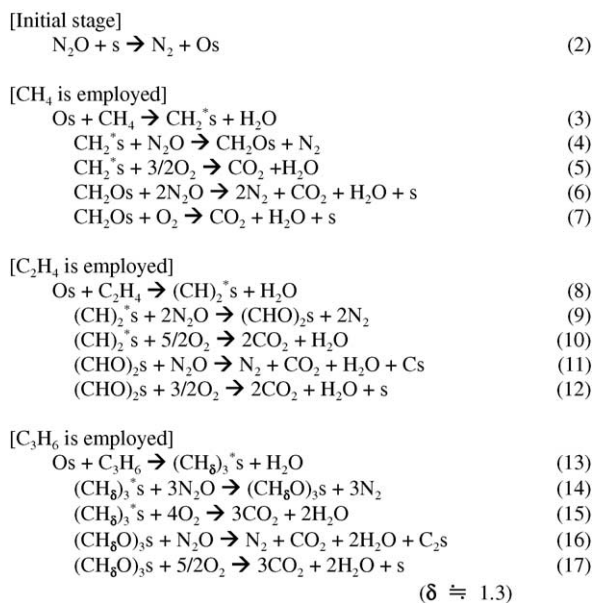 [Initial stage]
N₂O + s → N₂ + Os (2)
[CH₄ is employed]
Os + CH₄ → CH₂*s + H₂O (3)
CH₂*s + N₂O → CH₂Os + N₂ (4)
CH₂*s + 3/2O₂ → CO₂ +H₂O (5)
CH₂Os + 2N₂O → 2N₂ + CO₂ + H₂O + s (6)
CH₂Os + O₂ → CO₂ + H₂O + s (7)
[C₂H₄ is employed]
Os + C₂H₄ → (CH)₂*s + H₂O (8)
(CH)₂*s + 2N₂O → (CHO)₂s + 2N₂ (9)
(CH)₂*s + 5/2O₂ → 2CO₂ + H₂O (10)
(CHO)₂s + N₂O → N₂ + CO₂ + H₂O + Cs (11)
(CHO)₂s + 3/2O₂ → 2CO₂ + H₂O + s (12)
[C₃H₆ is employed]
Os + C₃H₆ → (CHδ)₃*s + H₂O (13)
(CHδ)₃*s + 3N₂O → (CHδO)₃s + 3N₂ (14)
(CHδ)₃*s + 4O₂ → 3CO₂ + 2H₂O (15)
(CHδO)₃s + N₂O → N₂ + CO₂ + 2H₂O + C₂s (16)
(CHδO)₃s + 5/2O₂ → 3CO₂ + 2H₂O + s (17)
(δ ≒ 1.3)